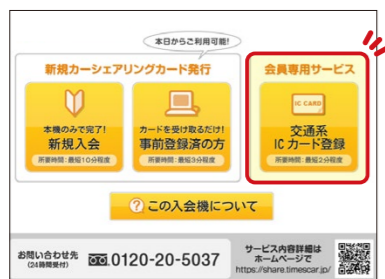 本日からご利用可能!
新規カーシェアリングカード発行
会員専用サービス
本機のみで完了!
新規入会
所要時間:最短10分程度
カードを受け取るだけ!
事前登録済の方
所要時間:最短3分程度
IC CARD
交通系
ICカード登録
所要時間:最短2分程度
? この入会機について
お問い合わせ先
(24時間受付)
0120-20-5037
サービス内容詳細は
ホームページで
https://share.timescar.jp/